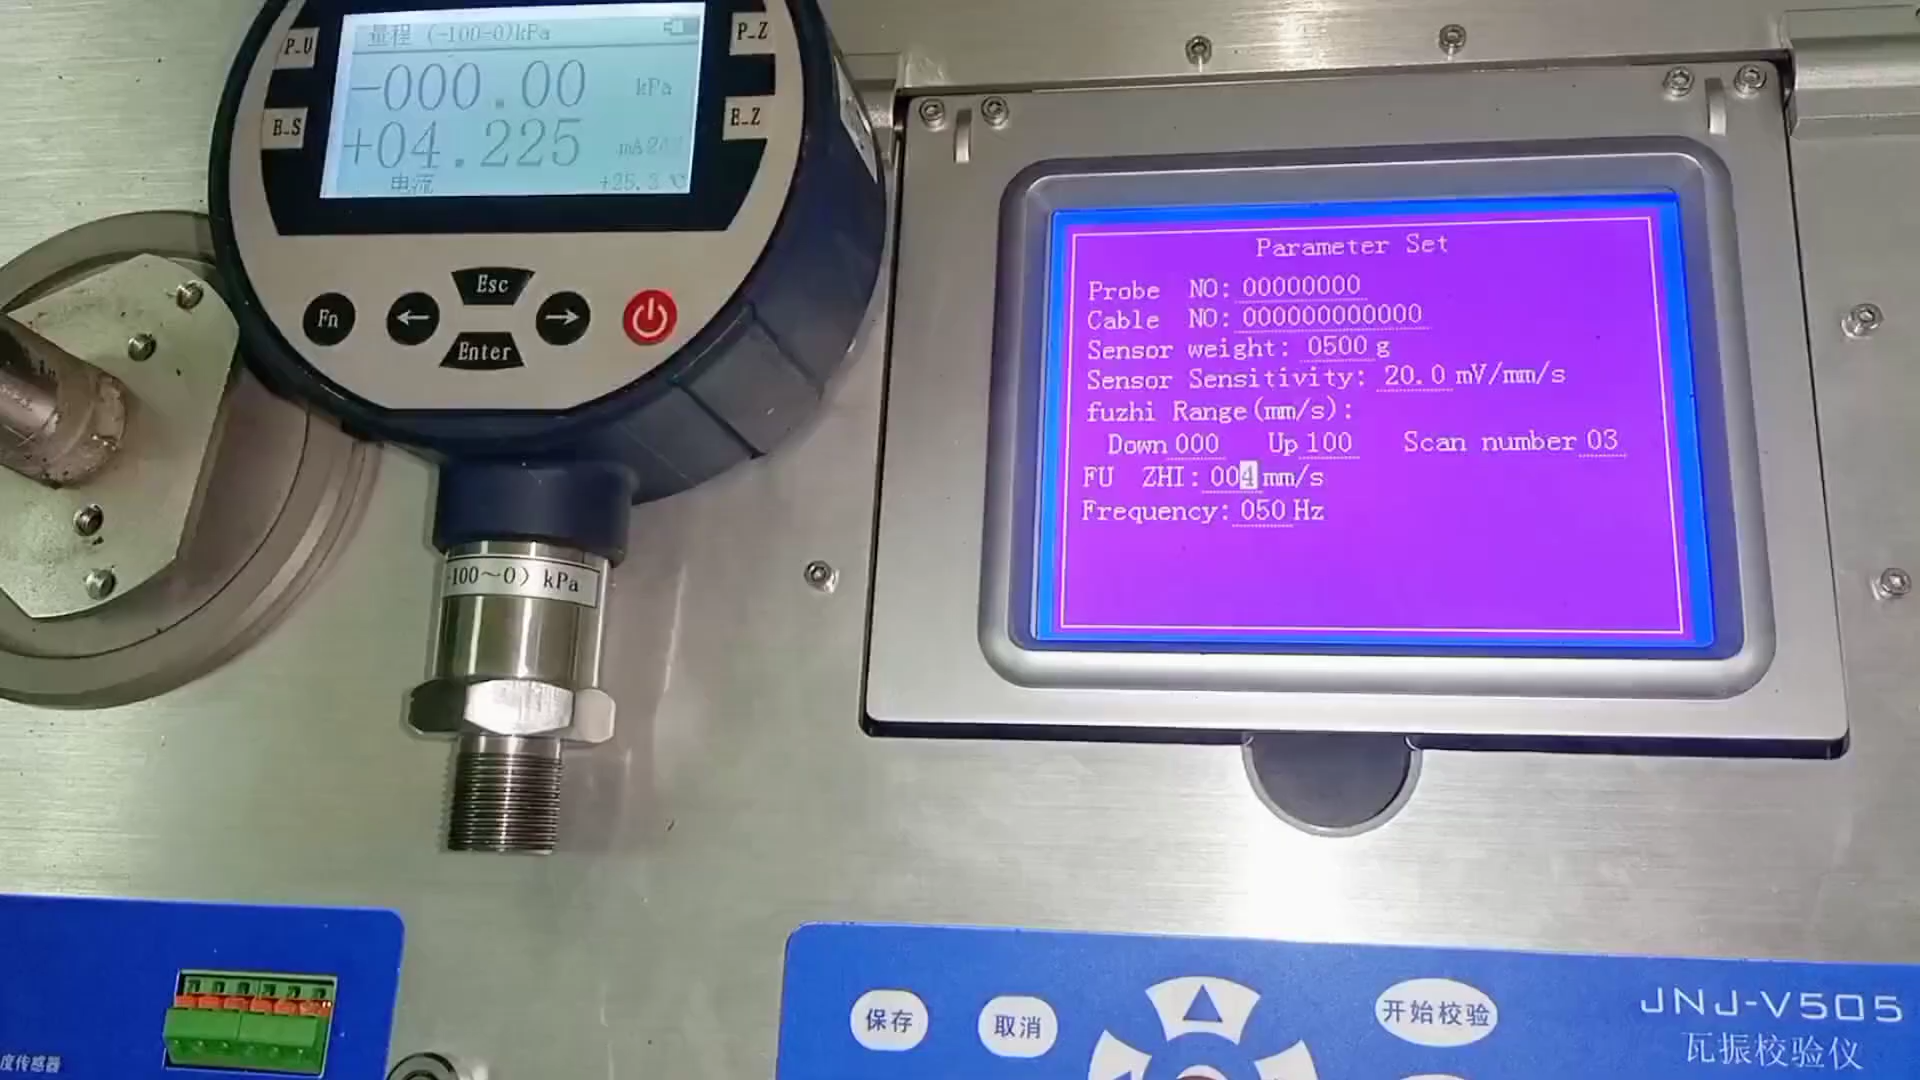 量程 (-100-0)kPa
-000.00 kPa
+04.225 mA
电流 +25.3 ℃
P_U
P_Z
B_S
B_Z
Esc
Fn ← →
Enter
-100~0) kPa
Parameter Set
Probe NO: 00000000
Cable NO: 000000000000
Sensor weight: 0500 g
Sensor Sensitivity: 20.0 mV/mm/s
fuzhi Range(mm/s):
Down 000 Up 100 Scan number 03
FU ZHI: 004 mm/s
Frequency: 050 Hz
度传感器
保存
取消
开始校验
JNJ-V505
瓦振校验仪